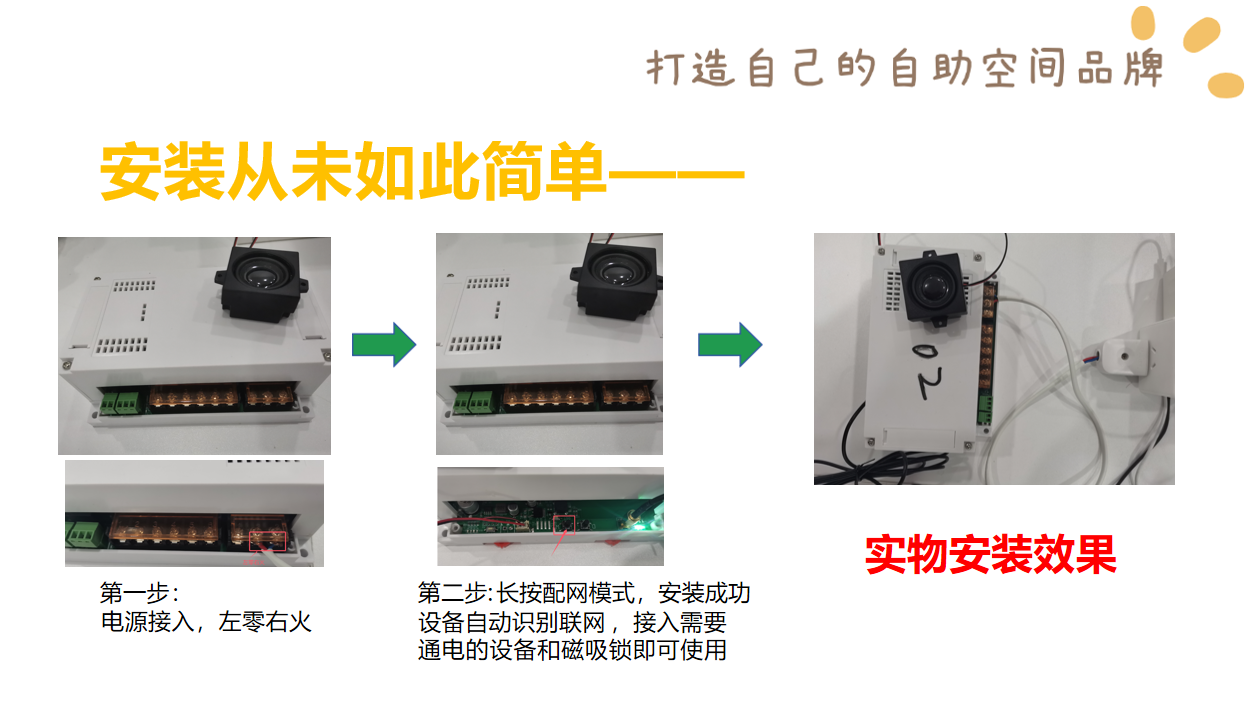 打造自己的自助空间品牌
安装从未如此简单——
02
第一步：
电源接入，左零右火
第二步:长按配网模式，安装成功
设备自动识别联网 ，接入需要
通电的设备和磁吸锁即可使用
实物安装效果